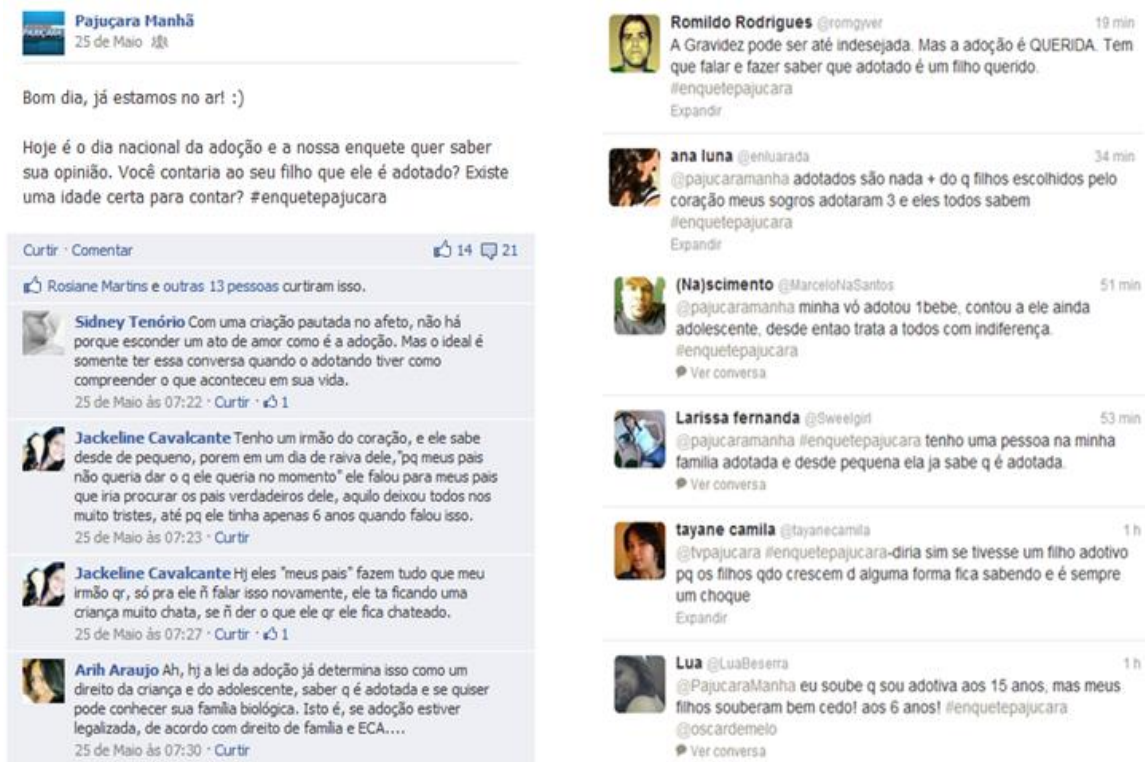 Pajuçara Manhã
25 de Maio
Bom dia, já estamos no ar! :)
Hoje é o dia nacional da adoção e a nossa enquete quer saber
sua opinião. Você contaria ao seu filho que ele é adotado? Existe
uma idade certa para contar? #enquetepajucara
Curtir · Comentar 14 21
Rosiane Martins e outras 13 pessoas curtiram isso.
Sidney Tenório Com uma criação pautada no afeto, não há
porque esconder um ato de amor como é a adoção. Mas o ideal é
somente ter essa conversa quando o adotando tiver como
compreender o que aconteceu em sua vida.
25 de Maio às 07:22 · Curtir · 1
Jackeline Cavalcante Tenho um irmão do coração, e ele sabe
desde de pequeno, porem em um dia de raiva dele,"pq meus pais
não queria dar o q ele queria no momento" ele falou para meus pais
que iria procurar os pais verdadeiros dele, aquilo deixou todos nos
muito tristes, até pq ele tinha apenas 6 anos quando falou isso.
25 de Maio às 07:23 · Curtir
Jackeline Cavalcante Hj eles "meus pais" fazem tudo que meu
irmão qr, só pra ele ñ falar isso novamente, ele ta ficando uma
criança muito chata, se ñ der o que ele qr ele fica chateado.
25 de Maio às 07:27 · Curtir · 1
Arih Araujo Ah, hj a lei da adoção já determina isso como um
direito da criança e do adolescente, saber q é adotada e se quiser
pode conhecer sua família biológica. Isto é, se adoção estiver
legalizada, de acordo com direito de família e ECA....
25 de Maio às 07:30 · Curtir
Romildo Rodrigues @romgyver 19 min
A Gravidez pode ser até indesejada. Mas a adoção é QUERIDA. Tem
que falar e fazer saber que adotado é um filho querido.
#enquetepajucara
Expandir
ana luna @enluarada 34 min
@pajucaramanha adotados são nada + do q filhos escolhidos pelo
coração meus sogros adotaram 3 e eles todos sabem
#enquetepajucara
Expandir
(Na)scimento @MarceloNaSantos 51 min
@pajucaramanha minha vó adotou 1bebe, contou a ele ainda
adolescente, desde entao trata a todos com indiferença.
#enquetepajucara
Ver conversa
Larissa fernanda @Sweelgirl 53 min
@pajucaramanha #enquetepajucara tenho uma pessoa na minha
familia adotada e desde pequena ela ja sabe q é adotada.
Ver conversa
tayane camila @tayanecamila 1 h
@tvpajucara #enquetepajucara-diria sim se tivesse um filho adotivo
pq os filhos qdo crescem d alguma forma fica sabendo e é sempre
um choque
Expandir
Lua @LuaBeserra 1 h
@PajucaraManha eu soube q sou adotiva aos 15 anos, mas meus
filhos souberam bem cedo! aos 6 anos! #enquetepajucara
@oscardemelo
Ver conversa